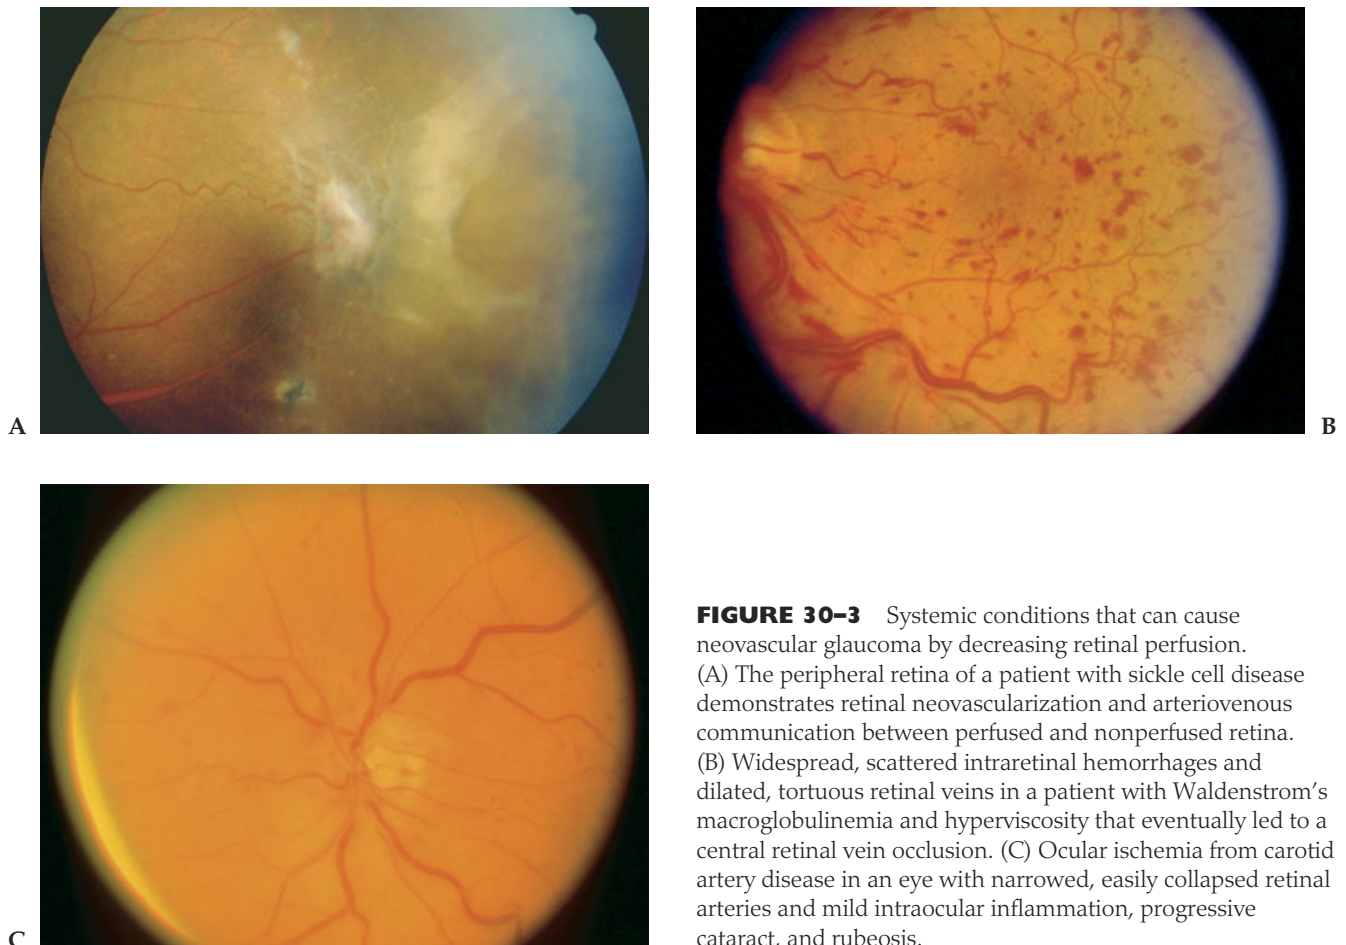 A
B
C
FIGURE 30–3 Systemic conditions that can cause
neovascular glaucoma by decreasing retinal perfusion.
(A) The peripheral retina of a patient with sickle cell disease
demonstrates retinal neovascularization and arteriovenous
communication between perfused and nonperfused retina.
(B) Widespread, scattered intraretinal hemorrhages and
dilated, tortuous retinal veins in a patient with Waldenstrom’s
macroglobulinemia and hyperviscosity that eventually led to a
central retinal vein occlusion. (C) Ocular ischemia from carotid
artery disease in an eye with narrowed, easily collapsed retinal
arteries and mild intraocular inflammation, progressive
cataract, and rubeosis.